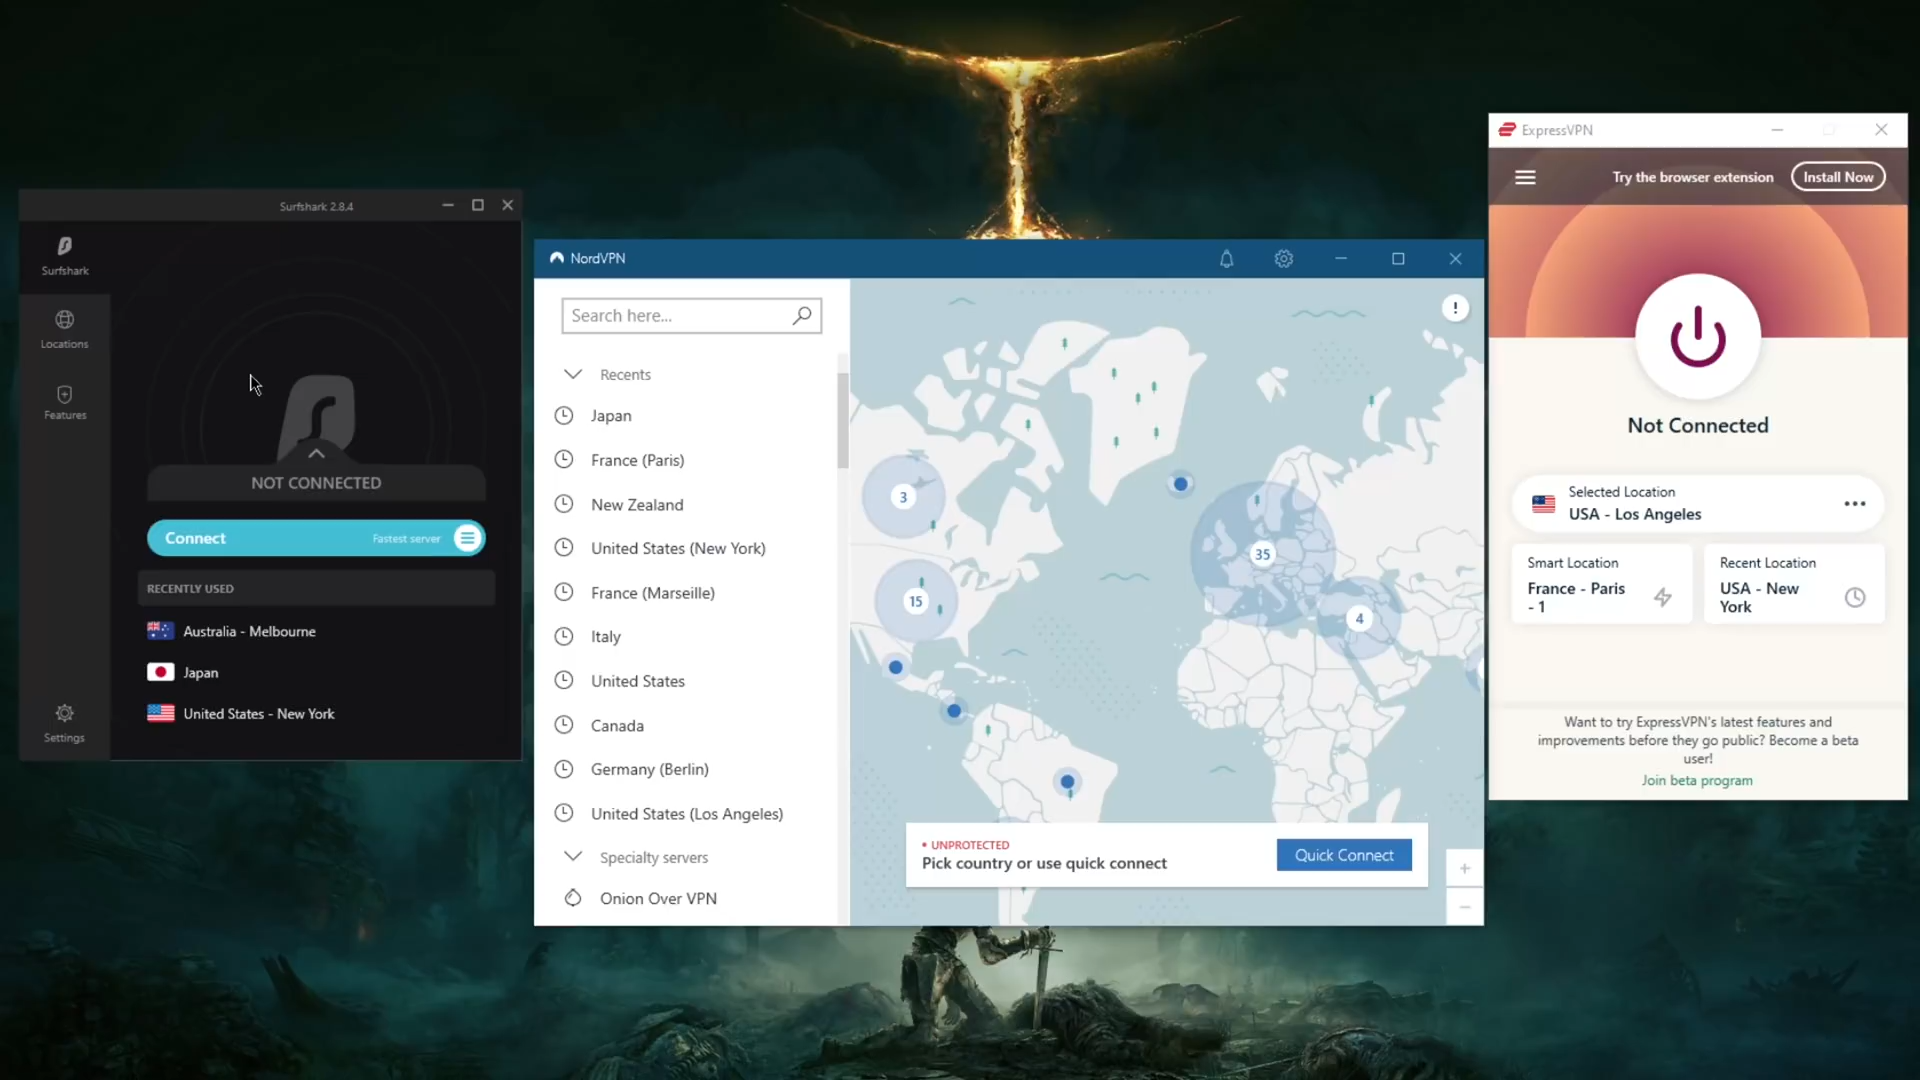 Surfshark 2.8.4
Surfshark
Locations
Features
Settings
NOT CONNECTED
Connect
Fastest server
RECENTLY USED
Australia - Melbourne
Japan
United States - New York
NordVPN
Search here...
Recents
Japan
France (Paris)
New Zealand
United States (New York)
France (Marseille)
Italy
United States
Canada
Germany (Berlin)
United States (Los Angeles)
Specialty servers
Onion Over VPN
!
3
35
15
4
UNPROTECTED
Pick country or use quick connect
Quick Connect
+
−
ExpressVPN
Try the browser extension
Install Now
Not Connected
Selected Location
USA - Los Angeles
Smart Location
France - Paris
- 1
Recent Location
USA - New
York
Want to try ExpressVPN's latest features and
improvements before they go public? Become a beta
user!
Join beta program